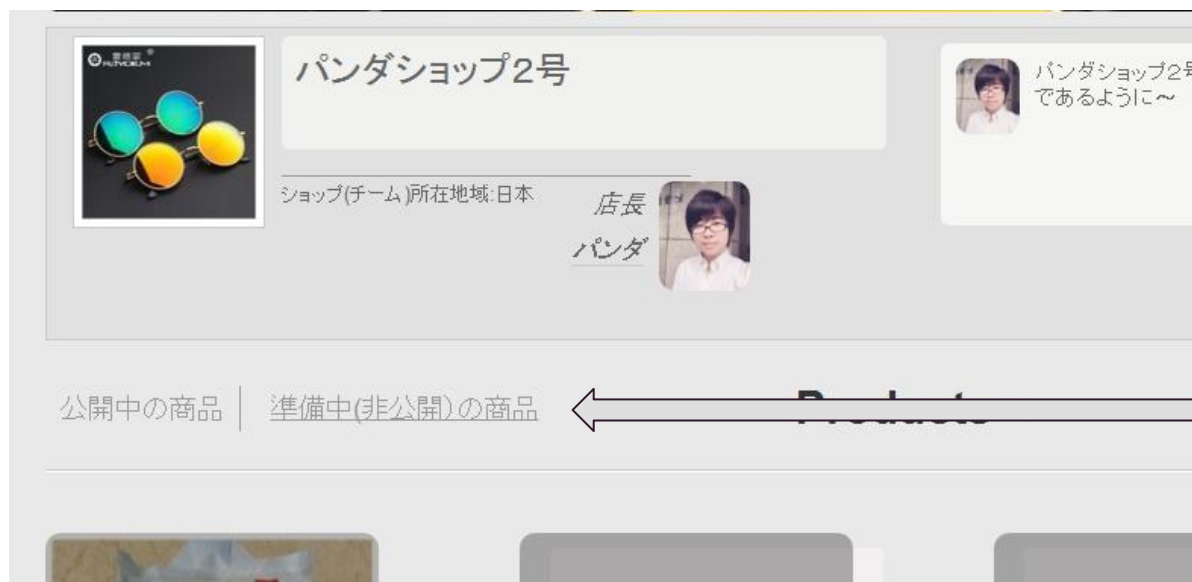 パンダショップ2号
ショップ(チーム)所在地域:日本
店長
パンダ
パンダショップ2号
であるように～
公開中の商品
準備中(非公開)の商品
Products